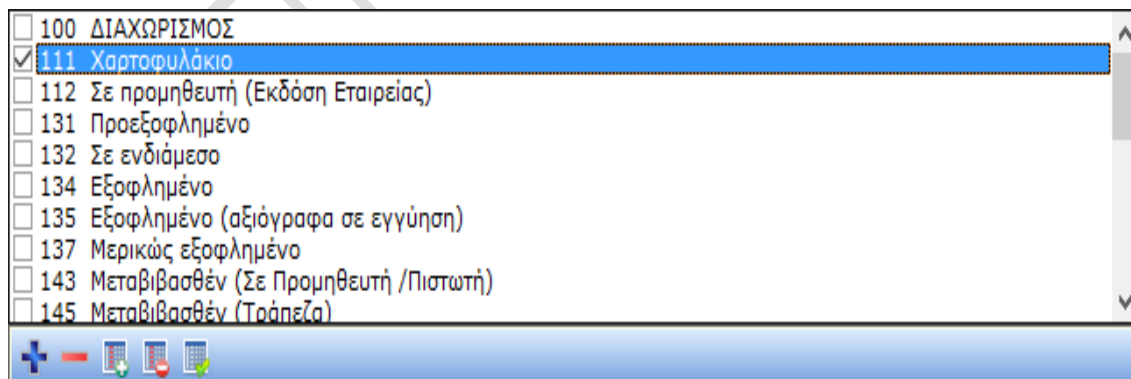 100 ΔΙΑΧΩΡΙΣΜΟΣ
111 Χαρτοφυλάκιο
112 Σε προμηθευτή (Εκδόση Εταιρείας)
131 Προεξοφλημένο
132 Σε ενδιάμεσο
134 Εξοφλημένο
135 Εξοφλημένο (αξιόγραφα σε εγγύηση)
137 Μερικώς εξοφλημένο
143 Μεταβιβασθέν (Σε Προμηθευτή /Πιστωτή)
145 Μεταβιβασθέν (Τράπεζα)